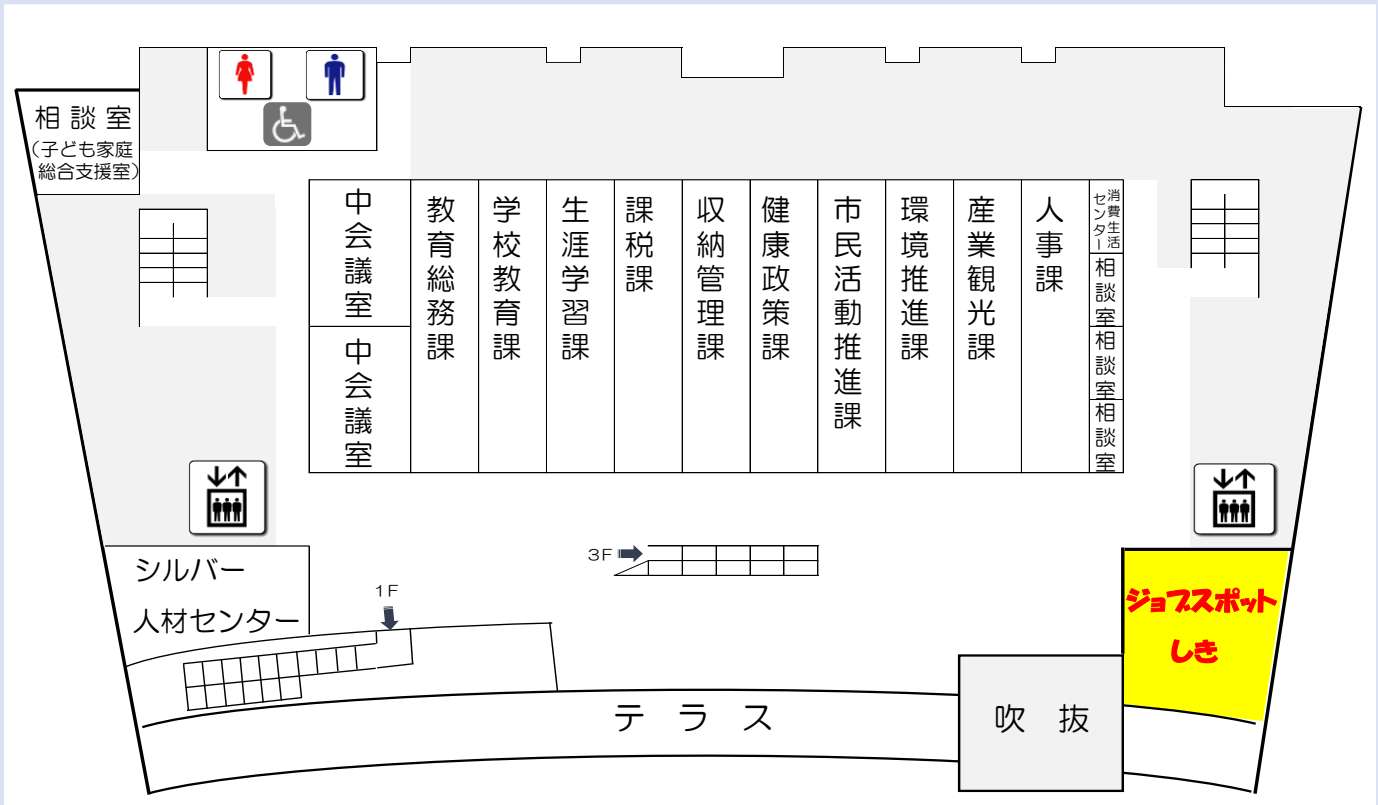 相談室
（子ども家庭
総合支援室）
中会議室
中会議室
教育総務課
学校教育課
生涯学習課
課税課
収納管理課
健康政策課
市民活動推進課
環境推進課
産業観光課
人事課
消費生活
センター
相談室
相談室
相談室
シルバー
人材センター
1F
3F
ジョブスポット
しき
テラス
吹抜